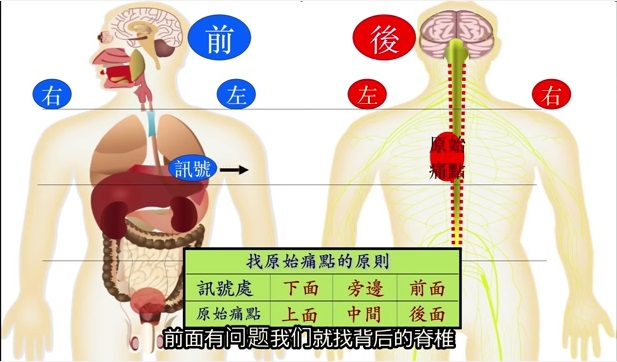 前
後
右
左
左
右
訊號
原始
痛點
找原始痛點的原則
訊號處 下面 旁邊 前面
原始痛點 上面 中間 後面
前面有问题我们就找背后的脊椎